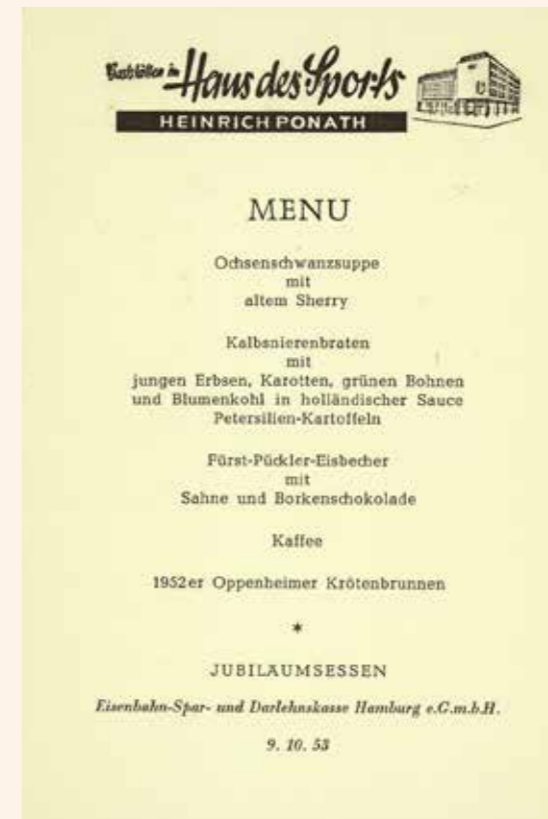 Gaststätten im Haus des Sports
HEINRICH PONATH
MENU
Ochsenschwanzsuppe
mit
altem Sherry
Kalbsnierenbraten
mit
jungen Erbsen, Karotten, grünen Bohnen
und Blumenkohl in holländischer Sauce
Petersilien-Kartoffeln
Fürst-Pückler-Eisbecher
mit
Sahne und Borkenschokolade
Kaffee
1952er Oppenheimer Krötenbrunnen
*
JUBILÄUMSESSEN
Eisenbahn-Spar- und Darlehnskasse Hamburg e.G.m.b.H.
9. 10. 53